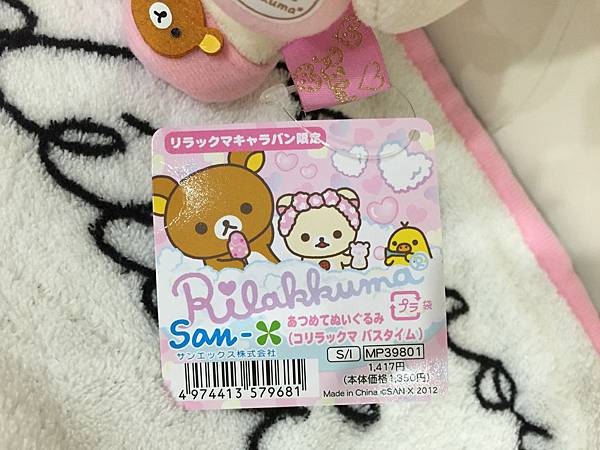 リラックマキャラバン限定
Rilakkuma®
San-X
サンエックス株式会社
あつめてぬいぐるみ
(コリラックマ バスタイム)
プラ 袋
S/I MP39801
1,417円
(本体価格1,350円)
Made in China ©SAN-X 2012
4 974413 579681